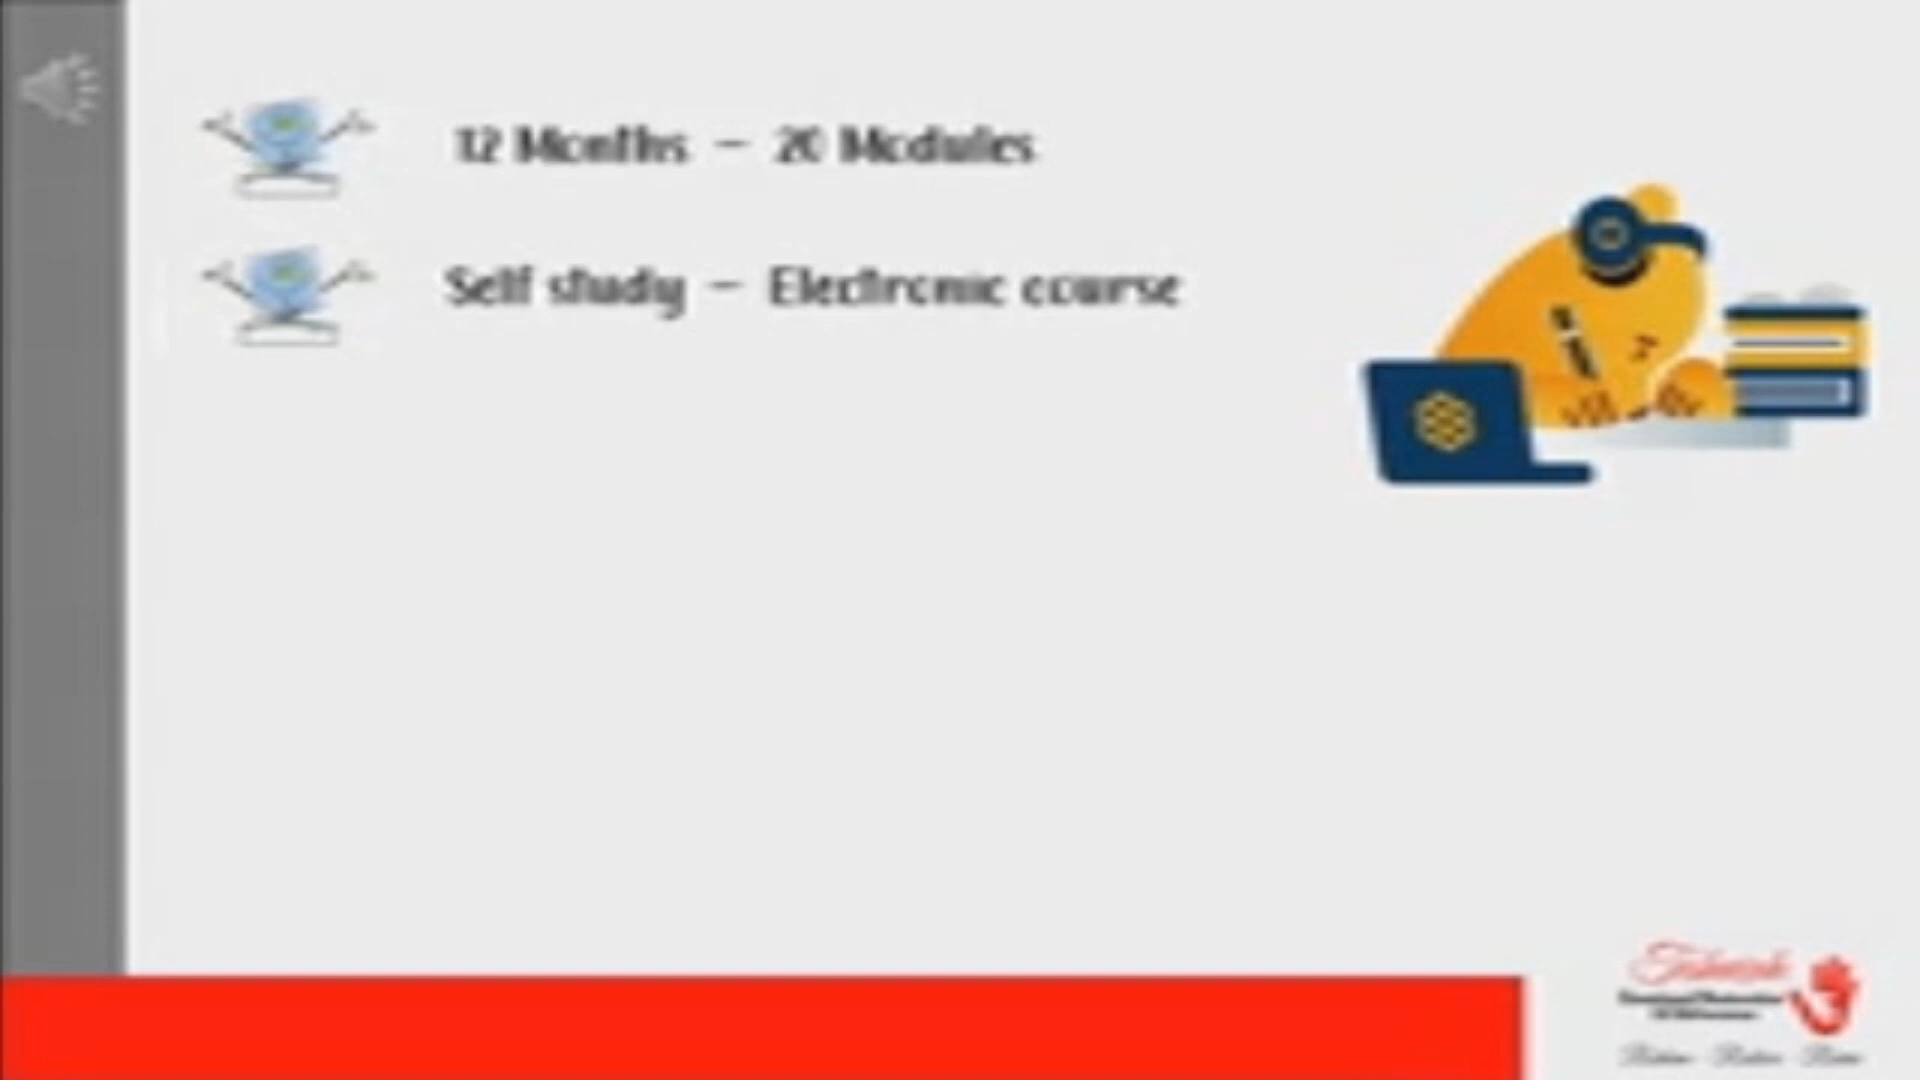 12 Months – 20 Modules
Self study – Electronic course